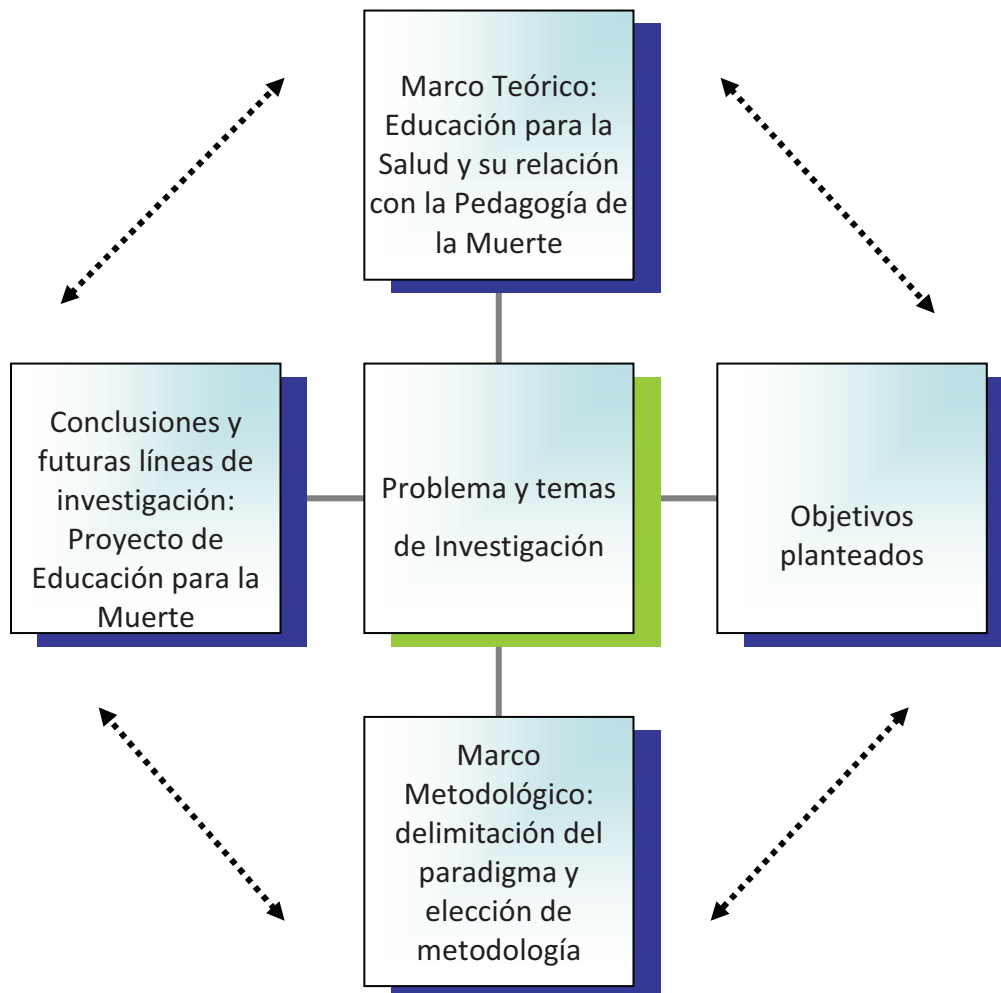 Marco Teórico:
Educación para la
Salud y su relación
con la Pedagogía de
la Muerte
Conclusiones y
futuras líneas de
investigación:
Proyecto de
Educación para la
Muerte
Problema y temas
de Investigación
Objetivos
planteados
Marco
Metodológico:
delimitación del
paradigma y
elección de
metodología